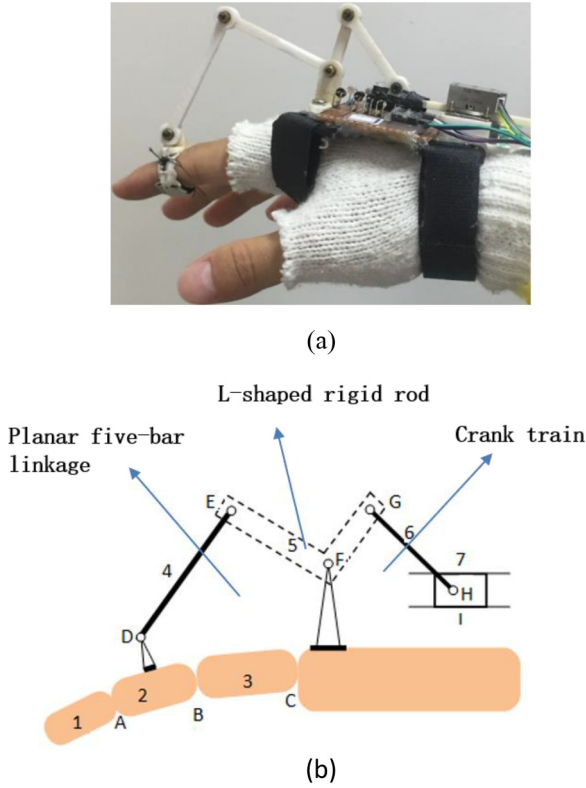 (a)
L-shaped rigid rod
Planar five-bar
linkage
Crank train
E
G
5
6
F
7
4
H
I
D
2
3
1
A
B
C
(b)